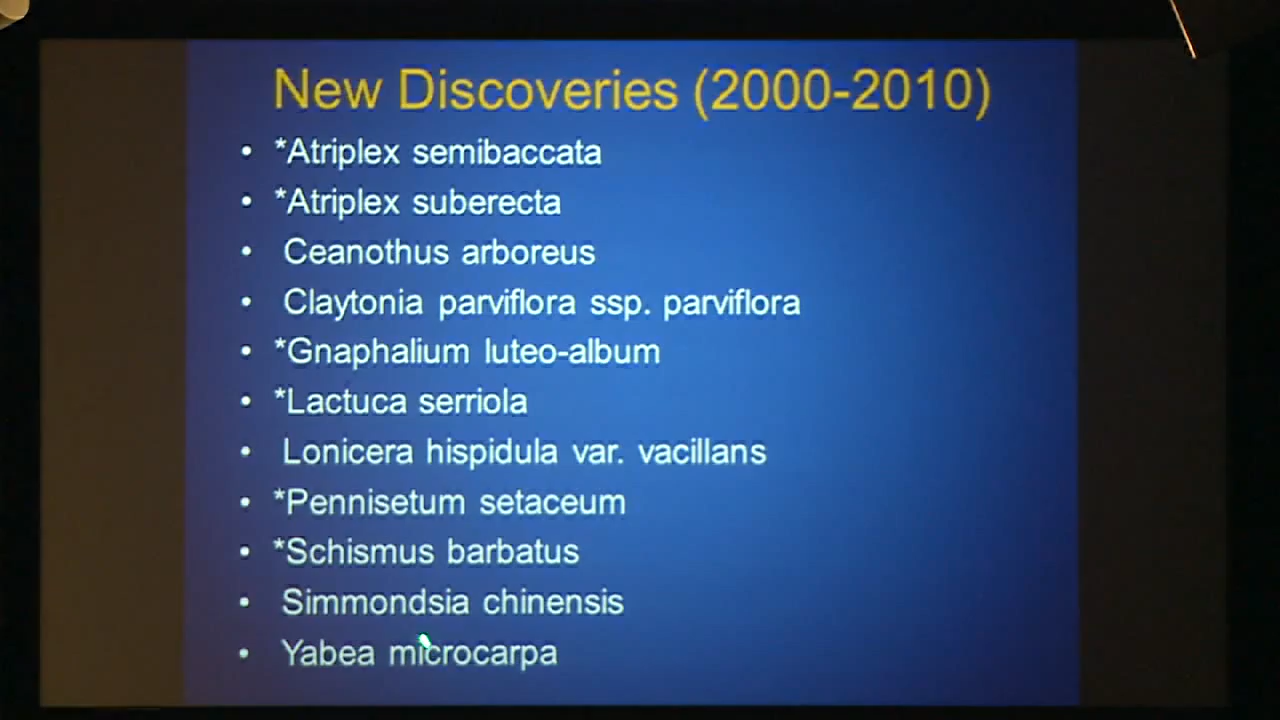 New Discoveries (2000-2010)
• *Atriplex semibaccata
• *Atriplex suberecta
• Ceanothus arboreus
• Claytonia parviflora ssp. parviflora
• *Gnaphalium luteo-album
• *Lactuca serriola
• Lonicera hispidula var. vacillans
• *Pennisetum setaceum
• *Schismus barbatus
• Simmondsia chinensis
• Yabea microcarpa